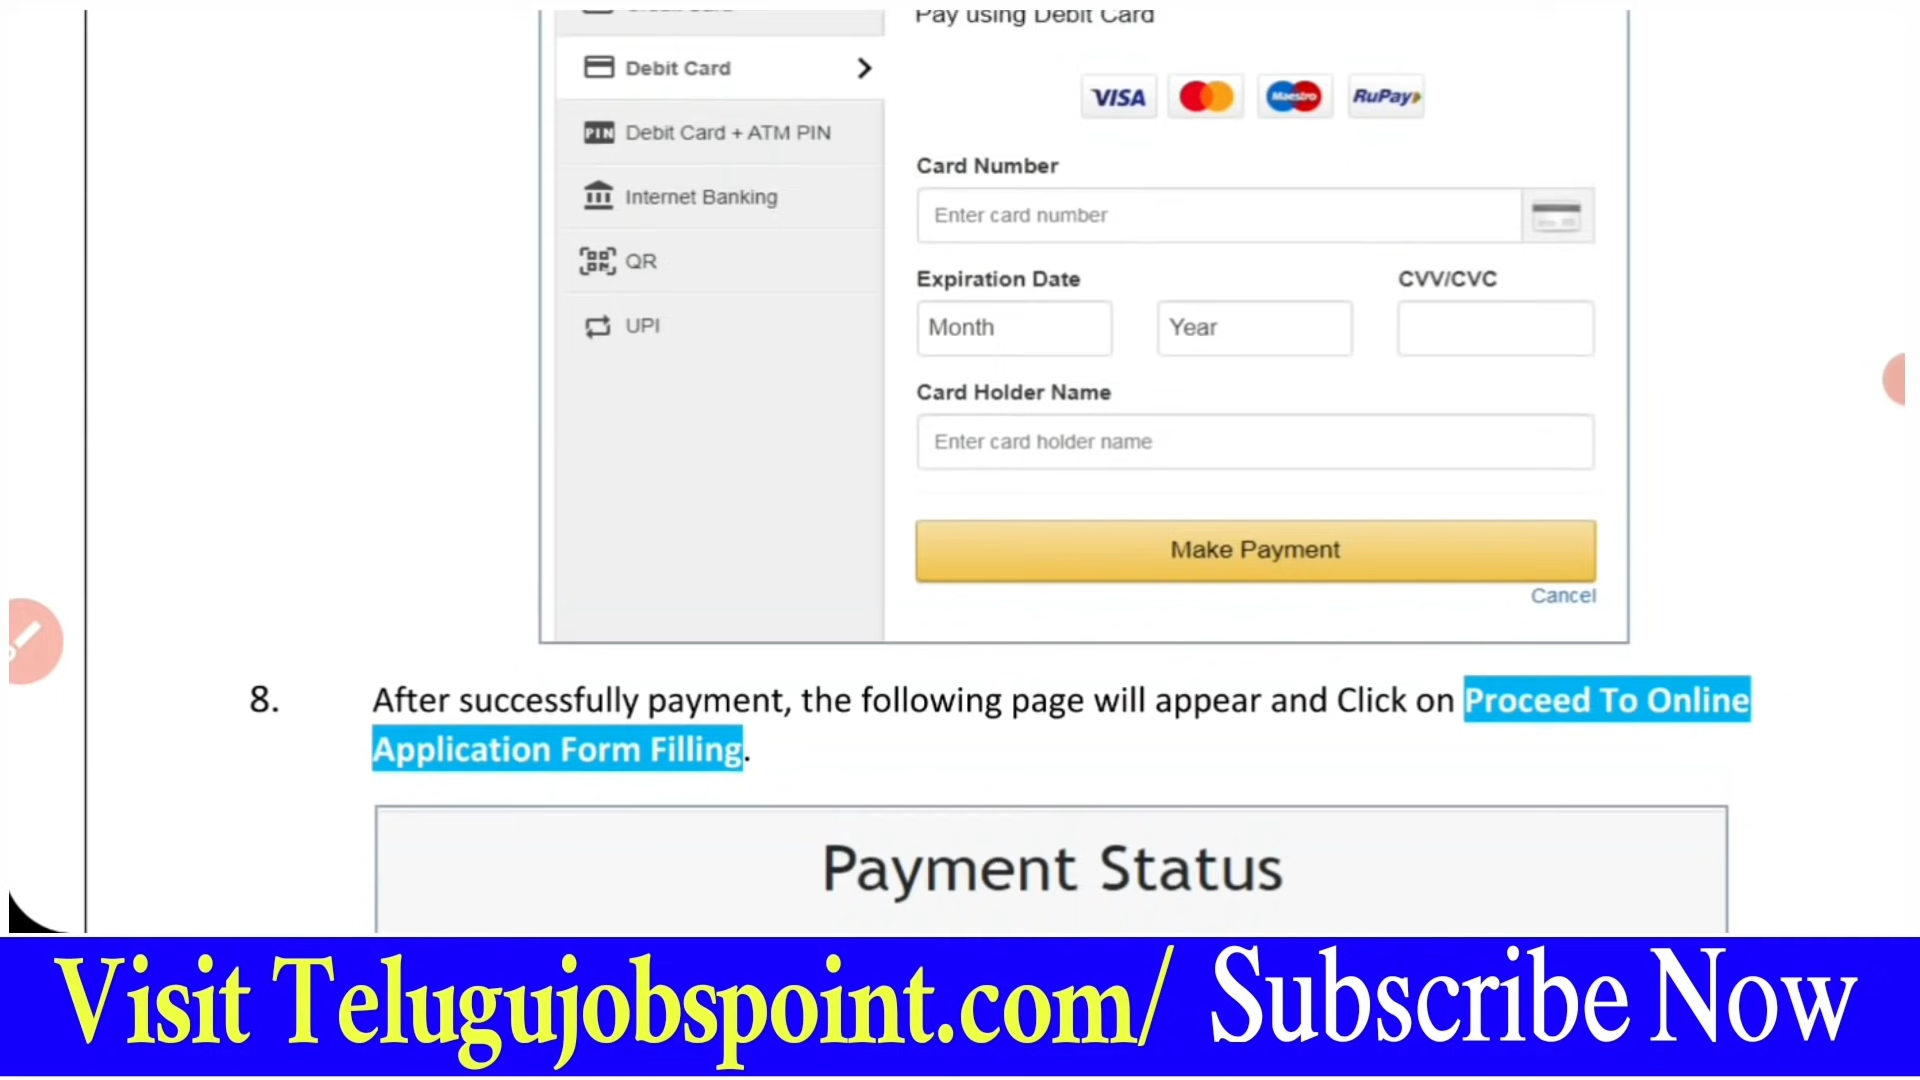 Pay using Debit Card
Debit Card
VISA
Maestro
RuPay
PIN Debit Card + ATM PIN
Card Number
Internet Banking
Enter card number
QR
Expiration Date CVV/CVC
UPI
Month Year
Card Holder Name
Enter card holder name
Make Payment
Cancel
8. After successfully payment, the following page will appear and Click on Proceed To Online
Application Form Filling.
Payment Status
Visit Telugujobspoint.com/ Subscribe Now